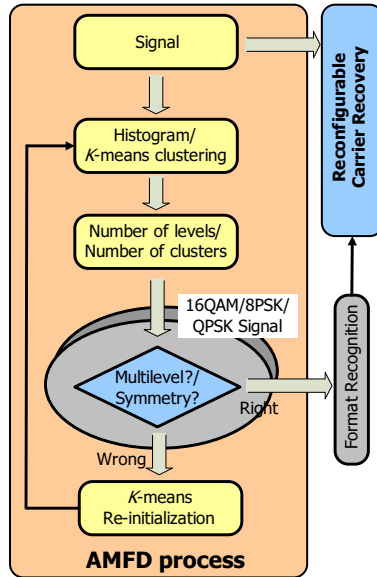 Signal
Histogram/
K-means clustering
Number of levels/
Number of clusters
16QAM/8PSK/
QPSK Signal
Multilevel?/
Symmetry?
Right
Wrong
K-means
Re-initialization
AMFD process
Reconfigurable
Carrier Recovery
Format Recognition